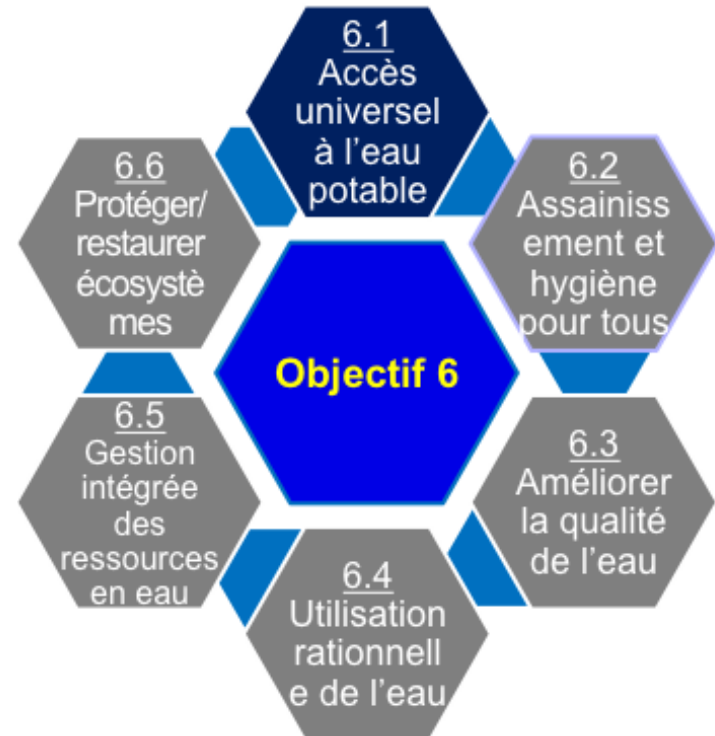 6.1
Accès
universel
à l’eau
potable
6.2
Assainiss
ement et
hygiène
pour tous
6.3
Améliorer
la qualité
de l’eau
6.4
Utilisation
rationnell
e de l’eau
6.5
Gestion
intégrée
des
ressources
en eau
6.6
Protéger/
restaurer
écosystè
mes
Objectif 6